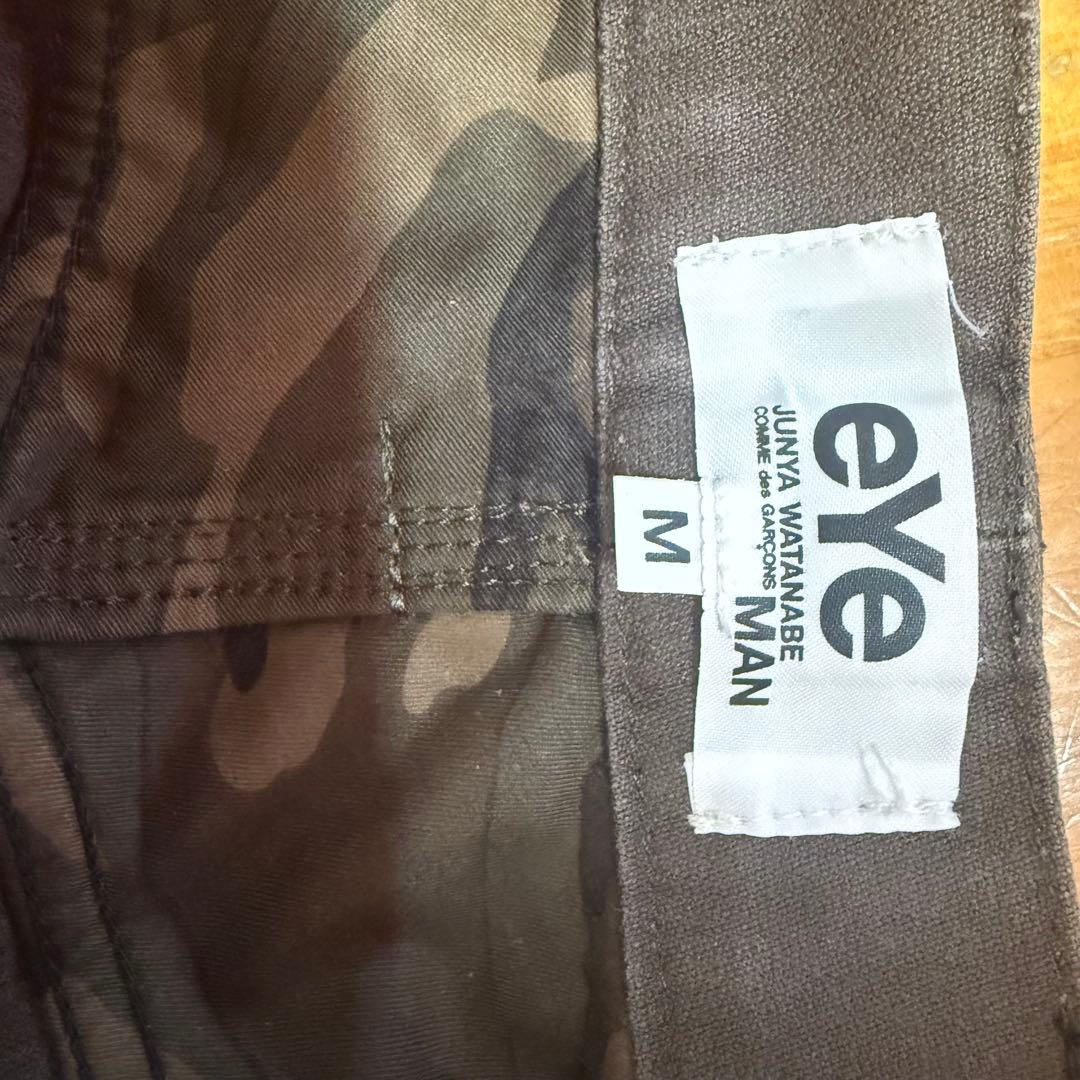 eYe
JUNYA WATANABE
COMME des GARÇONS MAN
M